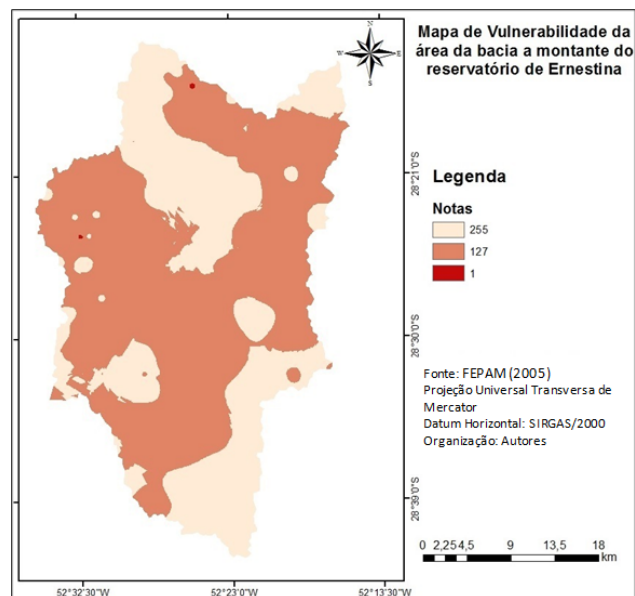 Mapa de Vulnerabilidade da
área da bacia a montante do
reservatório de Ernestina
N
W
E
S
28°21'0"S
28°30'0"S
28°39'0"S
52°32'30"W
52°23'0"W
52°13'30"W
Legenda
Notas
255
127
1
Fonte: FEPAM (2005)
Projeção Universal Transversa de
Mercator
Datum Horizontal: SIRGAS/2000
Organização: Autores
0 2,254,5 9 13,5 18
km